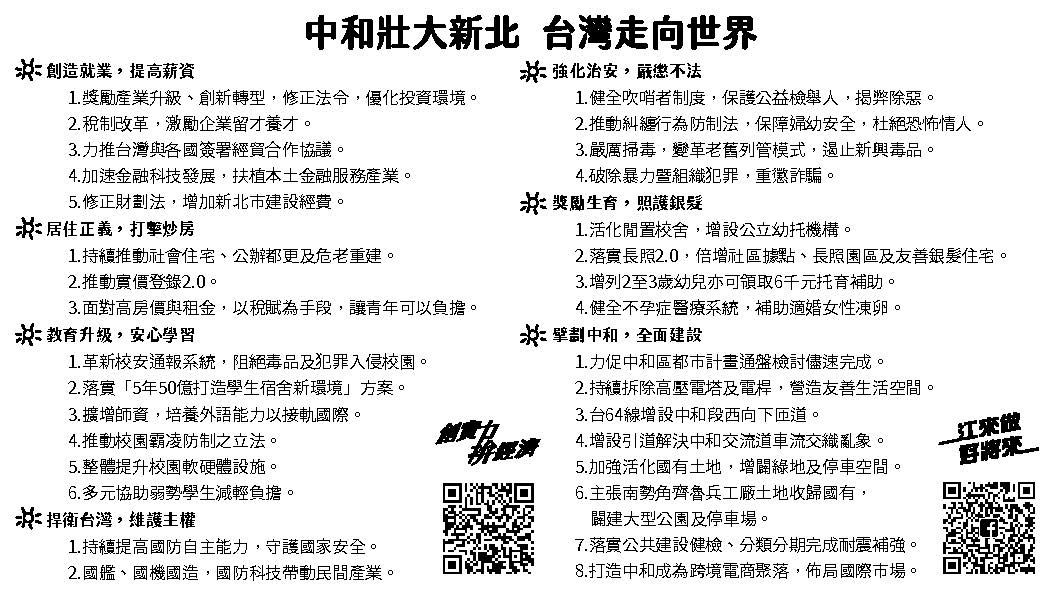 中和壯大新北 台灣走向世界
創造就業，提高薪資
1.獎勵產業升級、創新轉型，修正法令，優化投資環境。
2.稅制改革，激勵企業留才養才。
3.力推台灣與各國簽署經貿合作協議。
4.加速金融科技發展，扶植本土金融服務產業。
5.修正財劃法，增加新北市建設經費。
居住正義，打擊炒房
1.持續推動社會住宅、公辦都更及危老重建。
2.推動實價登錄2.0。
3.面對高房價與租金，以稅賦為手段，讓青年可以負擔。
教育升級，安心學習
1.革新校安通報系統，阻絕毒品及犯罪入侵校園。
2.落實「5年50億打造學生宿舍新環境」方案。
3.擴增師資，培養外語能力以接軌國際。
4.推動校園霸凌防制之立法。
5.整體提升校園軟硬體設施。
6.多元協助弱勢學生減輕負擔。
捍衛台灣，維護主權
1.持續提高國防自主能力，守護國家安全。
2.國艦、國機國造，國防科技帶動民間產業。
創實力
拚經濟
強化治安，嚴懲不法
1.健全吹哨者制度，保護公益檢舉人，揭弊除惡。
2.推動糾纏行為防制法，保障婦幼安全，杜絕恐怖情人。
3.嚴厲掃毒，變革老舊列管模式，遏止新興毒品。
4.破除暴力暨組織犯罪，重懲詐騙。
獎勵生育，照護銀髮
1.活化閒置校舍，增設公立幼托機構。
2.落實長照2.0，倍增社區據點、長照園區及友善銀髮住宅。
3.增列2至3歲幼兒亦可領取6千元托育補助。
4.健全不孕症醫療系統，補助適婚女性凍卵。
擘劃中和，全面建設
1.力促中和區都市計畫通盤檢討儘速完成。
2.持續拆除高壓電塔及電桿，營造友善生活空間。
3.台64線增設中和段西向下匝道。
4.增設引道解決中和交流道車流交織亂象。
5.加強活化國有土地，增闢綠地及停車空間。
6.主張南勢角齊魯兵工廠土地收歸國有，
闢建大型公園及停車場。
7.落實公共建設健檢、分類分期完成耐震補強。
8.打造中和成為跨境電商聚落，佈局國際市場。
江來做
好將來